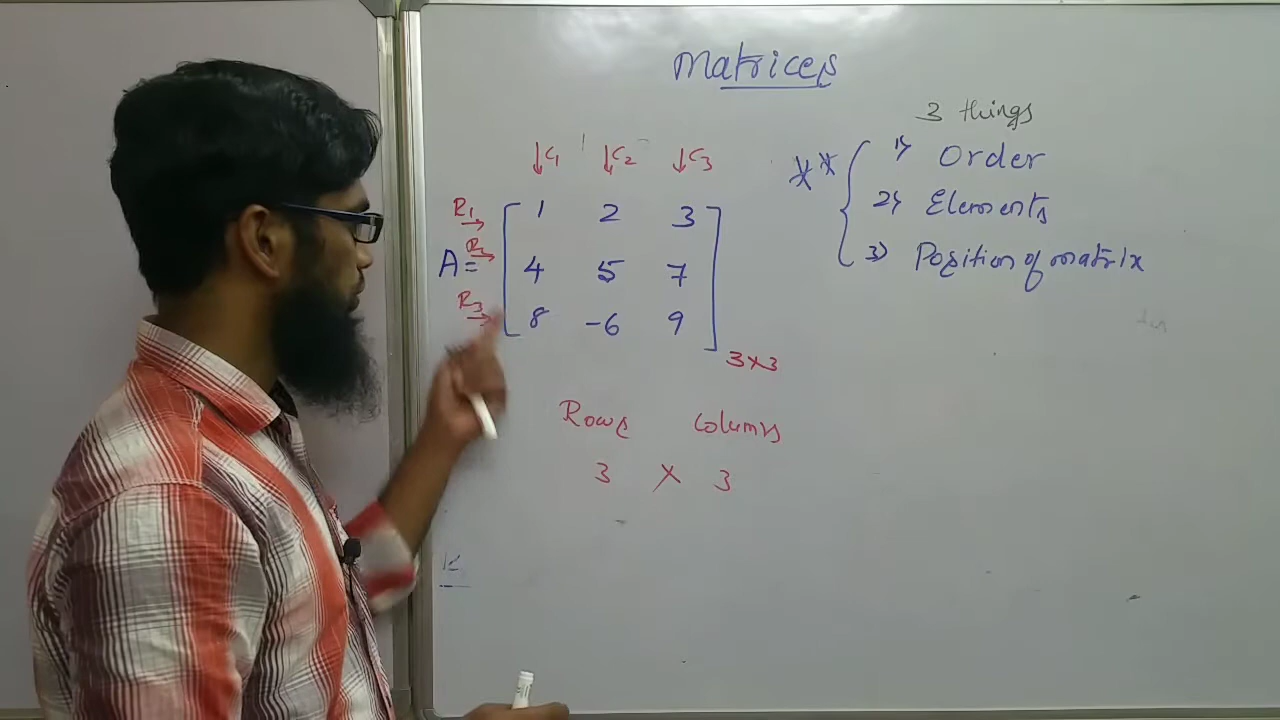 Matrices
3 things
1) Order
2) Elements
3) Position of matrix
**
↓C1 ↓C2 ↓C3
R1 → 1 2 3
A = R2 → 4 5 7
R3 → 8 -6 9
3×3
Rows Columns
3 × 3